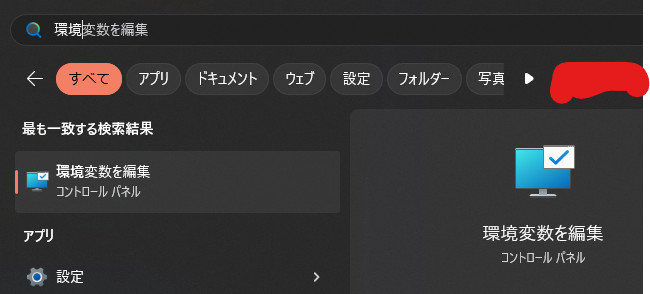 環境変数を編集
すべて アプリ ドキュメント ウェブ 設定 フォルダー 写真
最も一致する検索結果
環境変数を編集
コントロール パネル
アプリ
設定
環境変数を編集
コントロール パネル